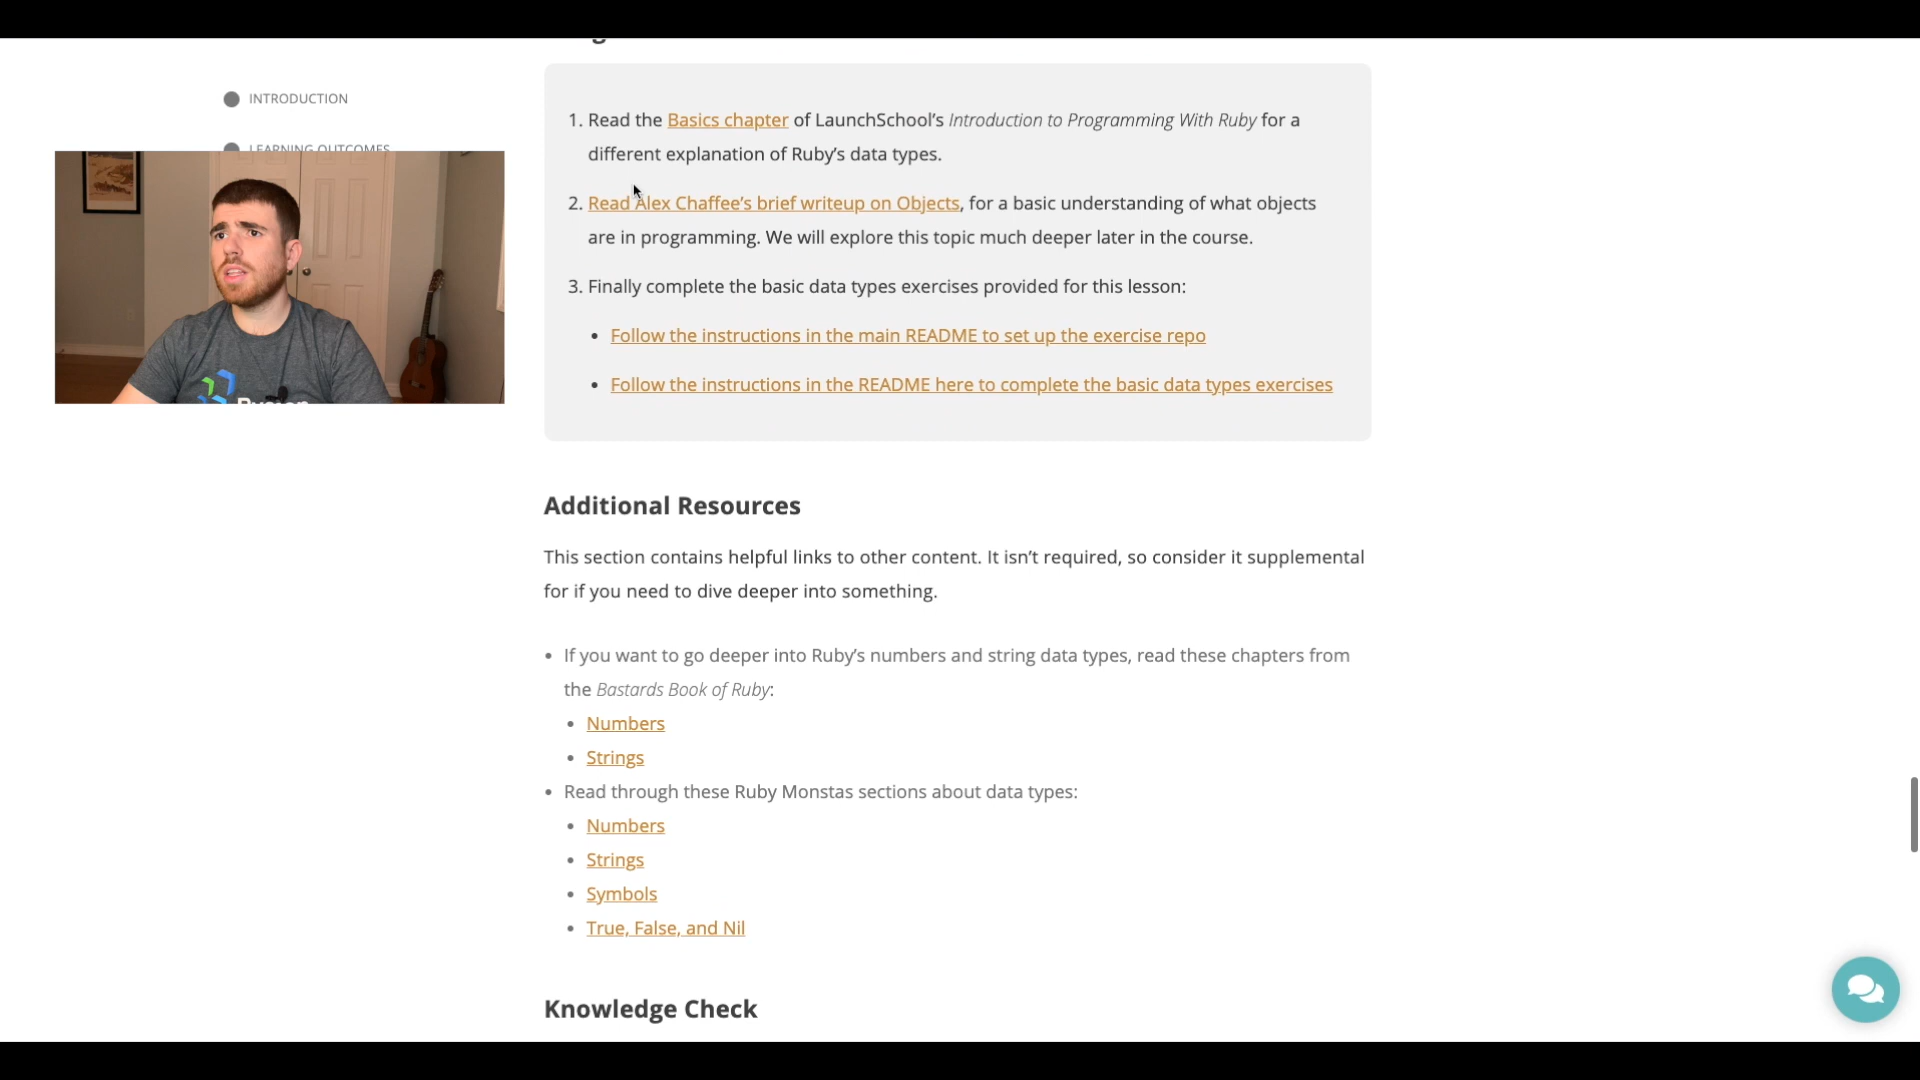 INTRODUCTION
LEARNING OUTCOMES
1. Read the Basics chapter of LaunchSchool's Introduction to Programming With Ruby for a
different explanation of Ruby's data types.
2. Read Alex Chaffee's brief writeup on Objects, for a basic understanding of what objects
are in programming. We will explore this topic much deeper later in the course.
3. Finally complete the basic data types exercises provided for this lesson:
• Follow the instructions in the main README to set up the exercise repo
• Follow the instructions in the README here to complete the basic data types exercises
Additional Resources
This section contains helpful links to other content. It isn't required, so consider it supplemental
for if you need to dive deeper into something.
• If you want to go deeper into Ruby's numbers and string data types, read these chapters from
the Bastards Book of Ruby:
• Numbers
• Strings
• Read through these Ruby Monstas sections about data types:
• Numbers
• Strings
• Symbols
• True, False, and Nil
Knowledge Check